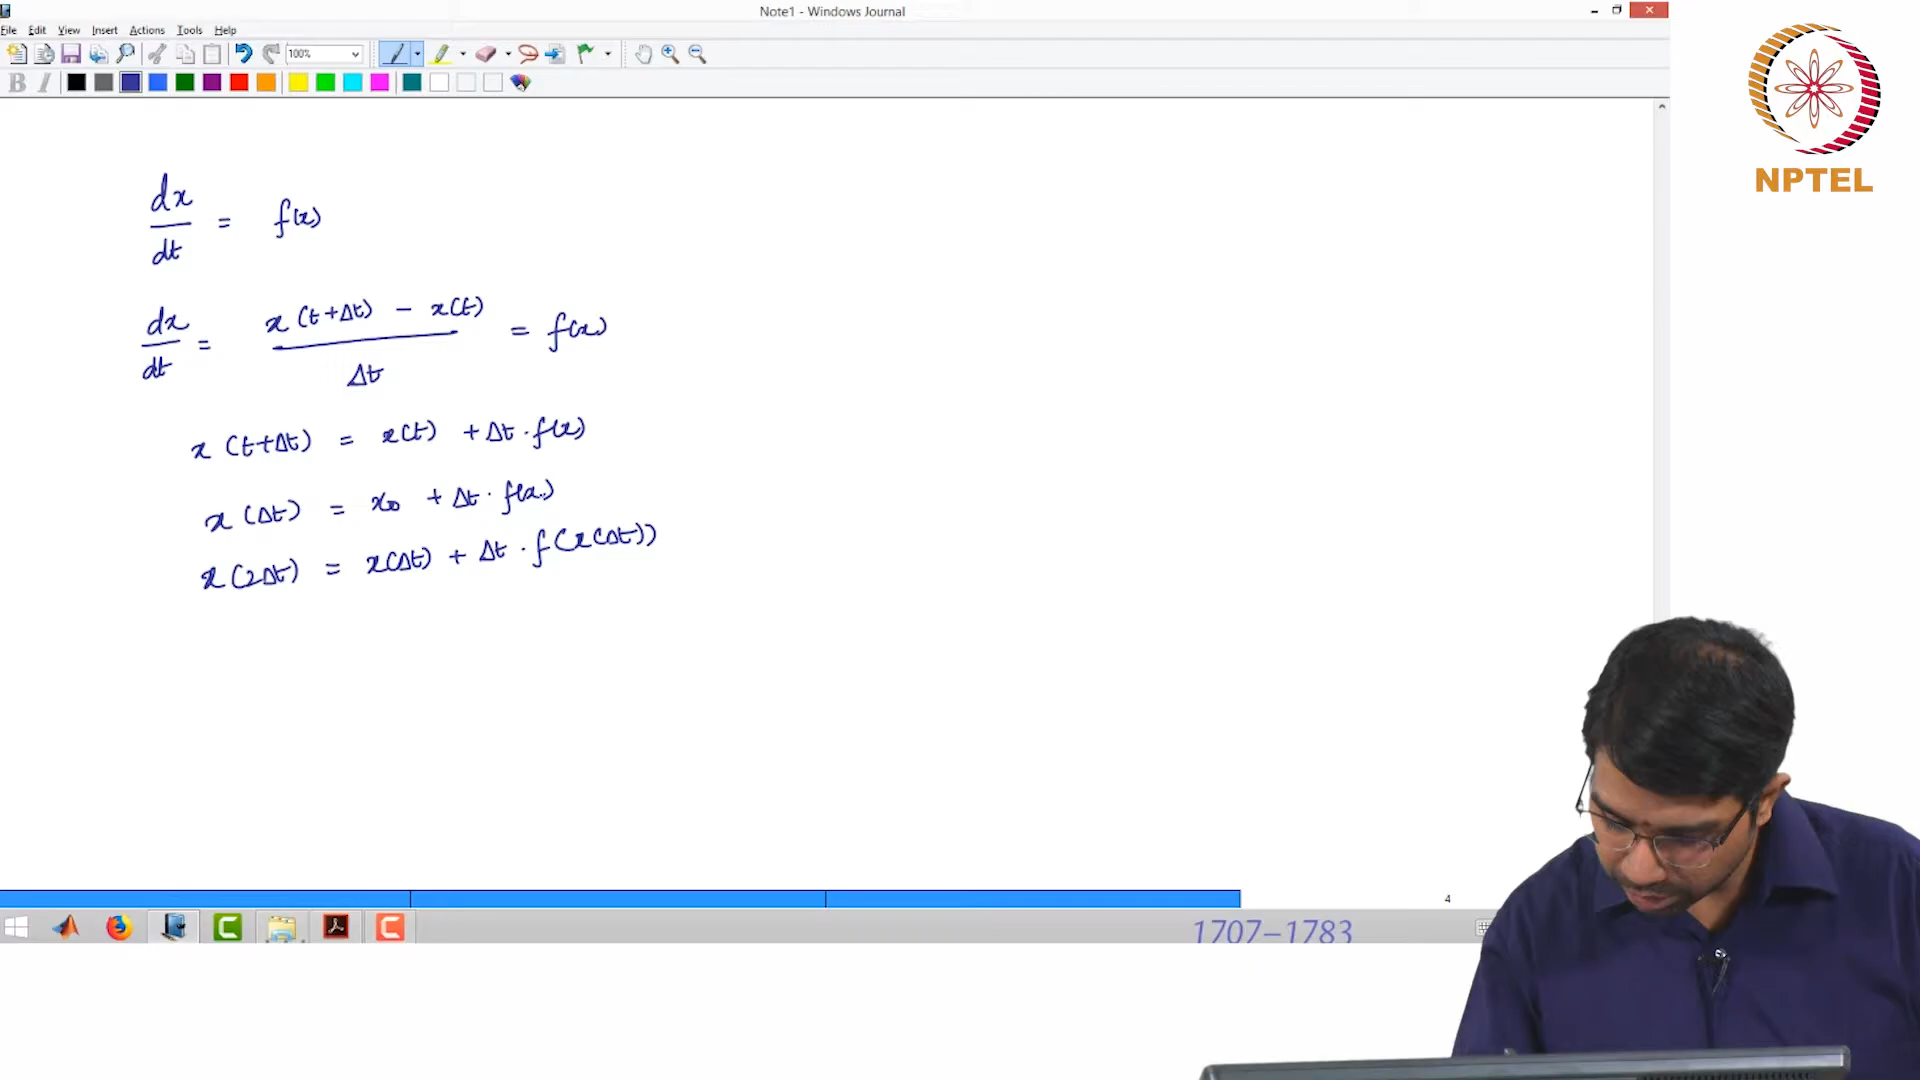 Note1 - Windows Journal
File Edit View Insert Actions Tools Help
100%
B I
NPTEL
dx/dt = f(x)
dx/dt = (x(t+Δt) - x(t))/Δt = f(x)
x(t+Δt) = x(t) + Δt · f(x)
x(Δt) = x₀ + Δt · f(x₀)
x(2Δt) = x(Δt) + Δt · f(x(Δt))
4
1707–1783